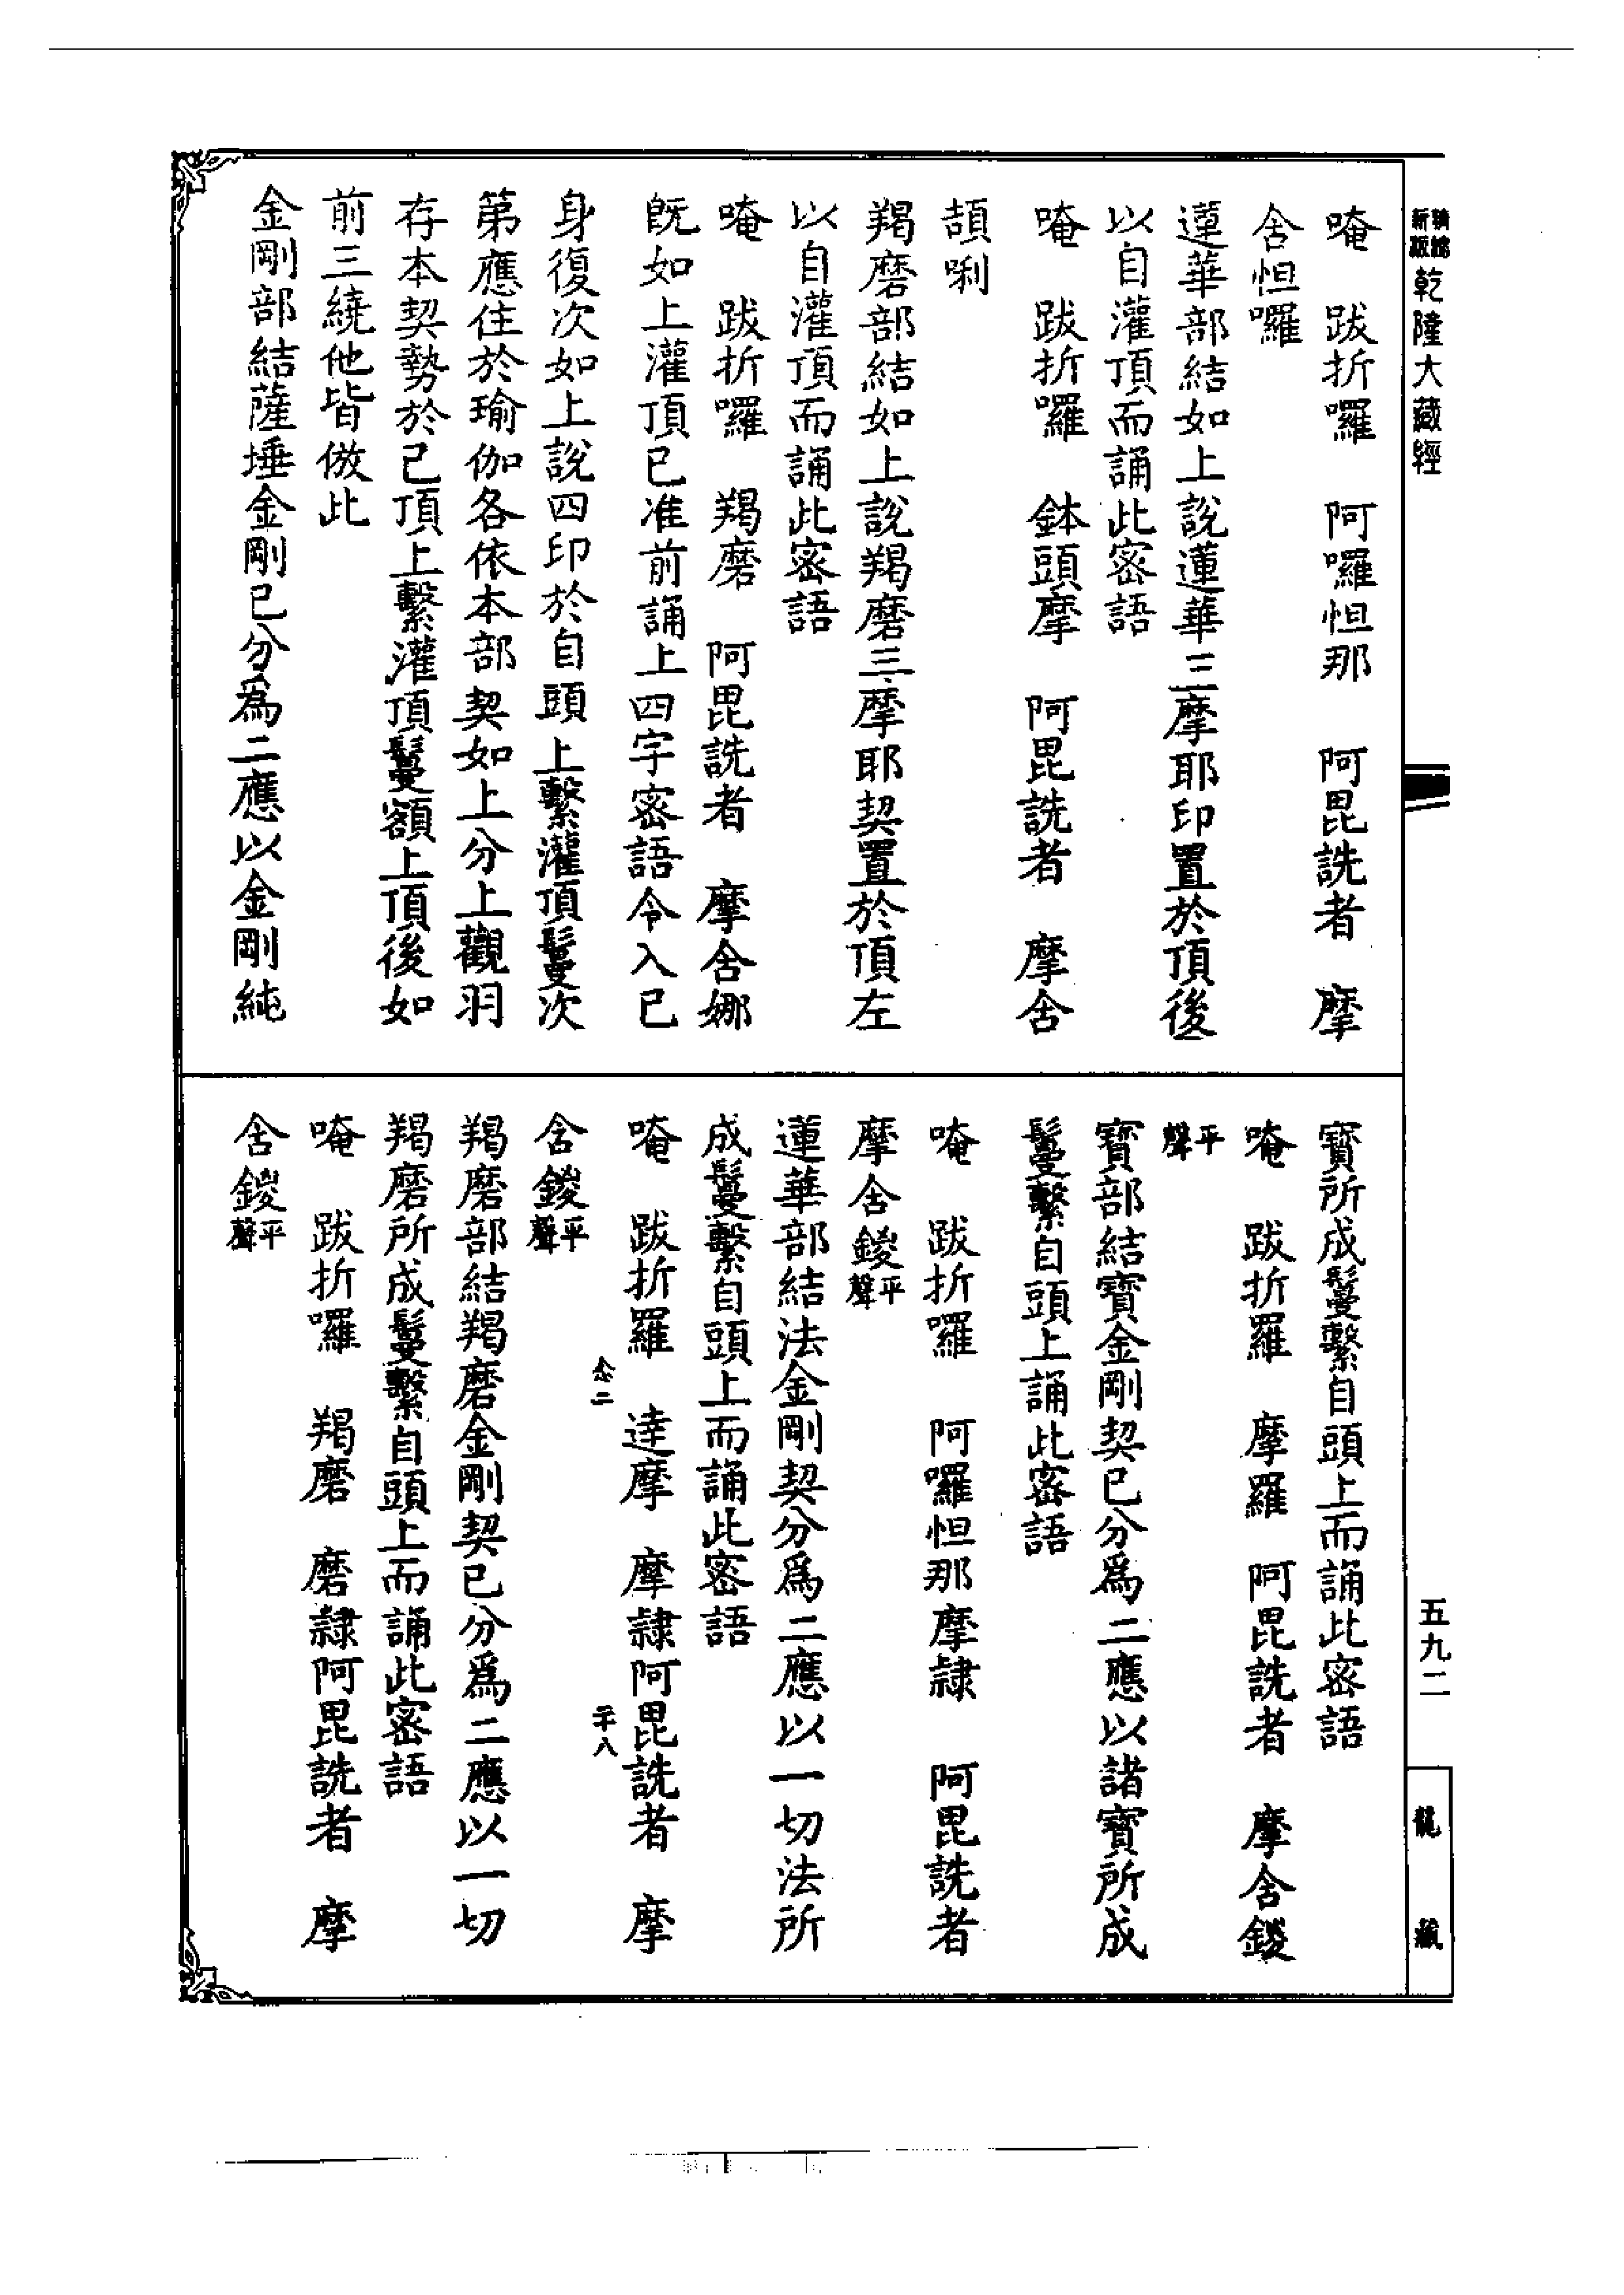 新版精縮乾隆大藏經
唵　跋折囉　阿囉怛那　阿毘詵者　摩
舍怛囉
蓮華部結如上說蓮華三摩耶印置於頂後
以自灌頂而誦此密語
唵　跋折囉　鉢頭摩　阿毘詵者　摩舍
頡唎
羯磨部結如上說羯磨三摩耶契置於頂左
以自灌頂而誦此密語
唵　跋折囉　羯磨　阿毘詵者　摩舍娜
既如上灌頂已准前誦上四字密語令入已
身復次如上說四印於自頭上繫灌頂鬘次
第應住於瑜伽各依本部契如上分上觀羽
存本契勢於己頂上繫灌頂鬘額上頂後如
前三繞他皆倣此
金剛部結薩埵金剛已分為二應以金剛純
寶所成鬘繫自頭上而誦此密語
唵　跋折羅　摩羅　阿毘詵者　摩舍鑁
平聲
寶部結寶金剛契已分為二應以諸寶所成
鬘繫自頭上誦此密語
唵　跋折囉　阿囉怛那摩隷　阿毘詵者
摩舍鑁平聲
蓮華部結法金剛契分為二應以一切法所
成鬘繫自頭上而誦此密語
唵　跋折羅　達摩　摩隷阿毘詵者　摩
念二　二十八
含鑁平聲
羯磨部結羯磨金剛契已分為二應以一切
羯磨所成鬘繫自頭上而誦此密語
唵　跋折囉　羯磨　磨隷阿毘詵者　摩
舍鑁平聲
五九二
龍藏